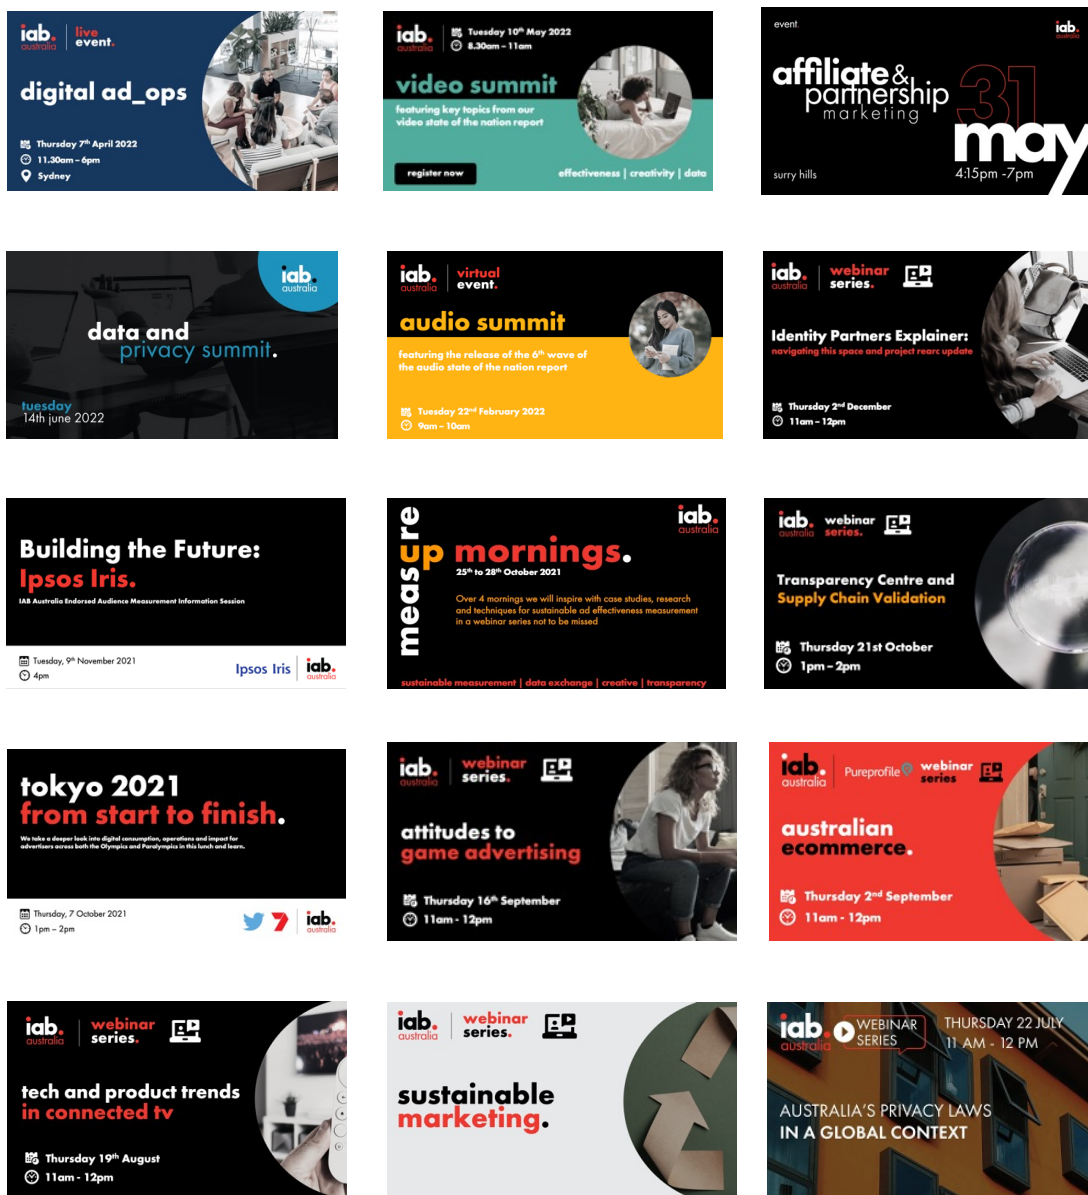 iab.
australia
live
event.
digital ad_ops
Thursday 7th April 2022
11.30am – 6pm
Sydney
iab.
australia
Tuesday 10th May 2022
8.30am – 11am
video summit
featuring key topics from our
video state of the nation report
register now
effectiveness | creativity | data
event.
iab.
australia
affiliate &
partnership
marketing
31
may
4:15pm -7pm
surry hills
iab.
australia
data and
privacy summit.
tuesday
14th june 2022
iab.
australia
virtual
event.
audio summit
featuring the release of the 6th wave of
the audio state of the nation report
Tuesday 22nd February 2022
9am – 10am
iab.
australia
webinar
series.
Identity Partners Explainer:
navigating this space and project rearc update
Thursday 2nd December
11am – 12pm
Building the Future:
Ipsos Iris.
IAB Australia Endorsed Audience Measurement Information Session
Tuesday, 9th November 2021
4pm
Ipsos Iris
iab.
australia
measure
up mornings.
25th to 28th October 2021
Over 4 mornings we will inspire with case studies, research
and techniques for sustainable ad effectiveness measurement
in a webinar series not to be missed
sustainable measurement | data exchange | creative | transparency
iab.
australia
iab.
australia
webinar
series.
Transparency Centre and
Supply Chain Validation
Thursday 21st October
1pm – 2pm
tokyo 2021
from start to finish.
We take a deeper look into digital consumption, operations and impact for
advertisers across both the Olympics and Paralympics in this lunch and learn.
Thursday, 7 October 2021
1pm – 2pm
7
iab.
australia
iab.
australia
webinar
series.
attitudes to
game advertising
Thursday 16th September
11am - 12pm
iab.
australia
Pureprofile
webinar
series
australian
ecommerce.
Thursday 2nd September
11am - 12pm
iab.
australia
webinar
series.
tech and product trends
in connected tv
Thursday 19th August
11am - 12pm
iab.
australia
webinar
series.
sustainable
marketing.
iab.
australia
WEBINAR
SERIES
THURSDAY 22 JULY
11 AM - 12 PM
AUSTRALIA'S PRIVACY LAWS
IN A GLOBAL CONTEXT